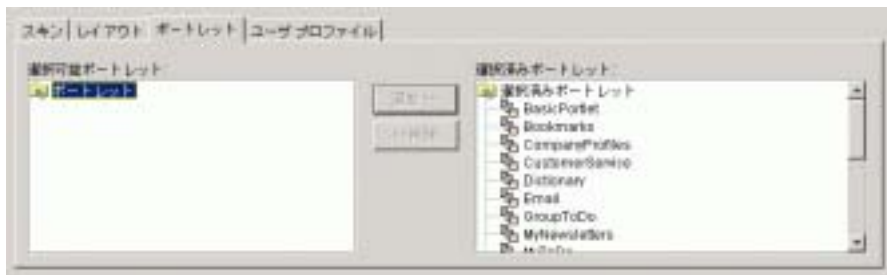 スキン レイアウト ポートレット ユーザ プロファイル
選択可能ポートレット:
ポートレット
追加 >>
選択済みポートレット:
選択済みポートレット
BasicPortlet
Bookmarks
CompareProfiles
CustomerService
Dictionary
Email
GroupToDo
MyNewsletters
MyToDo